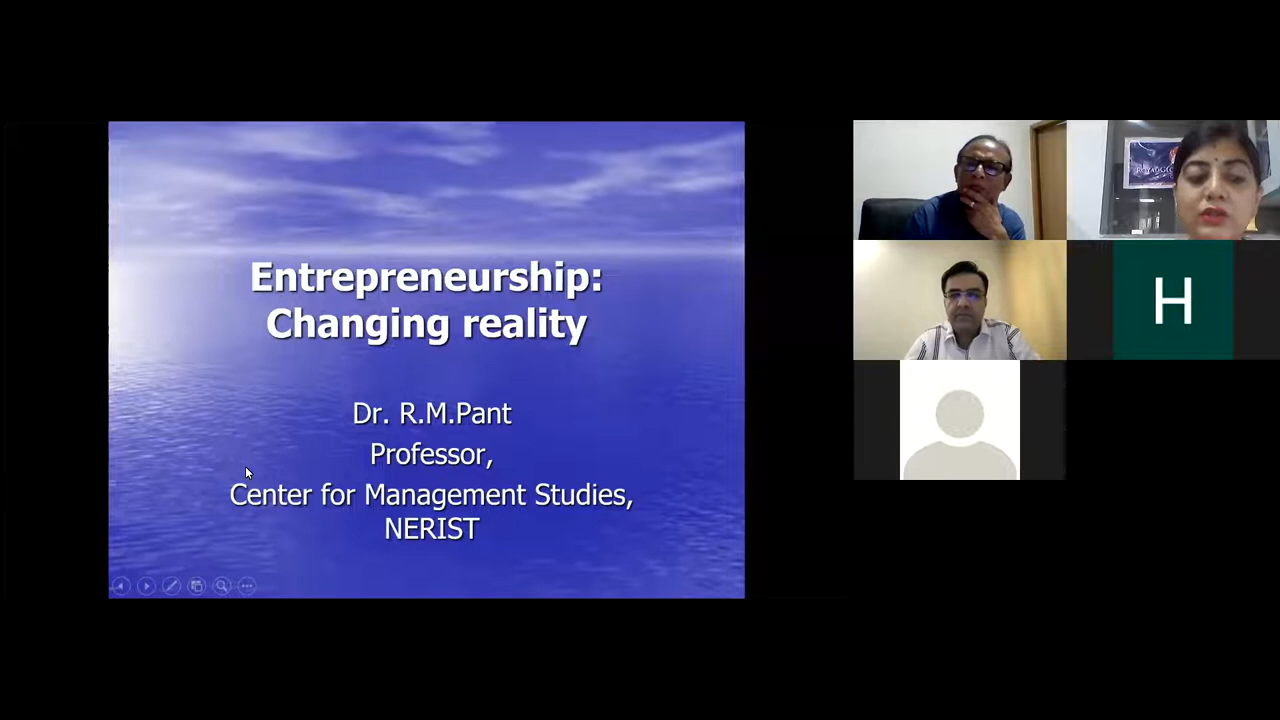 Entrepreneurship:
Changing reality
Dr. R.M.Pant
Professor,
Center for Management Studies,
NERIST
H